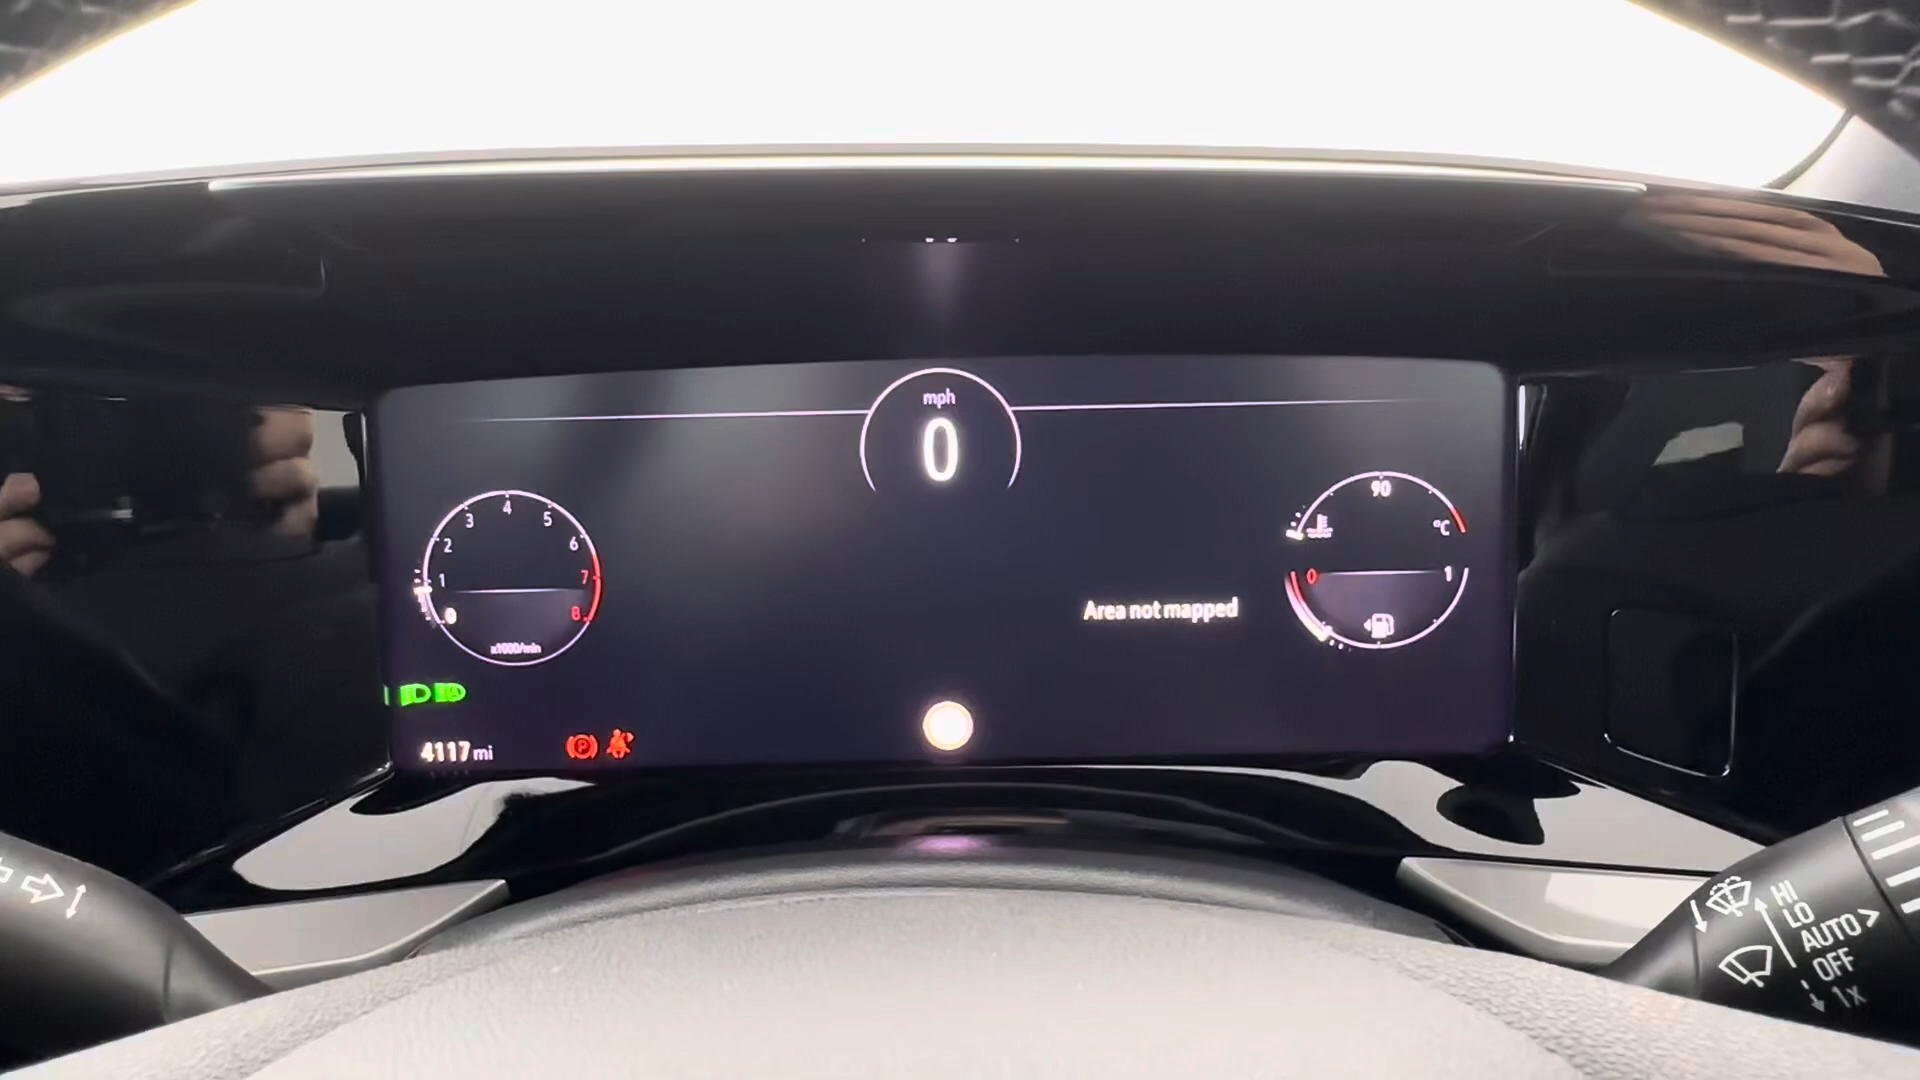 mph
0
4
3 5
2 6
1 7
0 8
x1000/min
90
°C
0 1
Area not mapped
4117 mi
P
HI
LO
AUTO >
OFF
1x